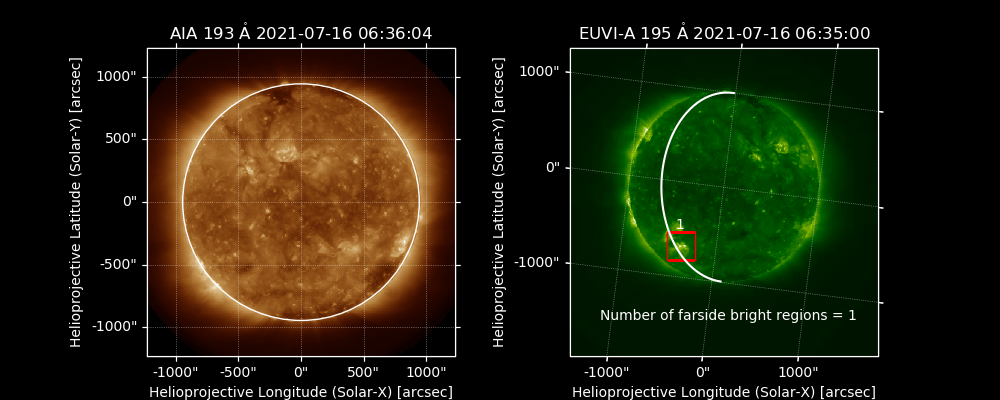 AIA 193 Å 2021-07-16 06:36:04
EUVI-A 195 Å 2021-07-16 06:35:00
Helioprojective Latitude (Solar-Y) [arcsec]
1000"
500"
0"
-500"
-1000"
-1000"
-500"
0"
500"
1000"
Helioprojective Longitude (Solar-X) [arcsec]
Helioprojective Latitude (Solar-Y) [arcsec]
1000"
0"
-1000"
1
Number of farside bright regions = 1
-1000"
0"
1000"
Helioprojective Longitude (Solar-X) [arcsec]